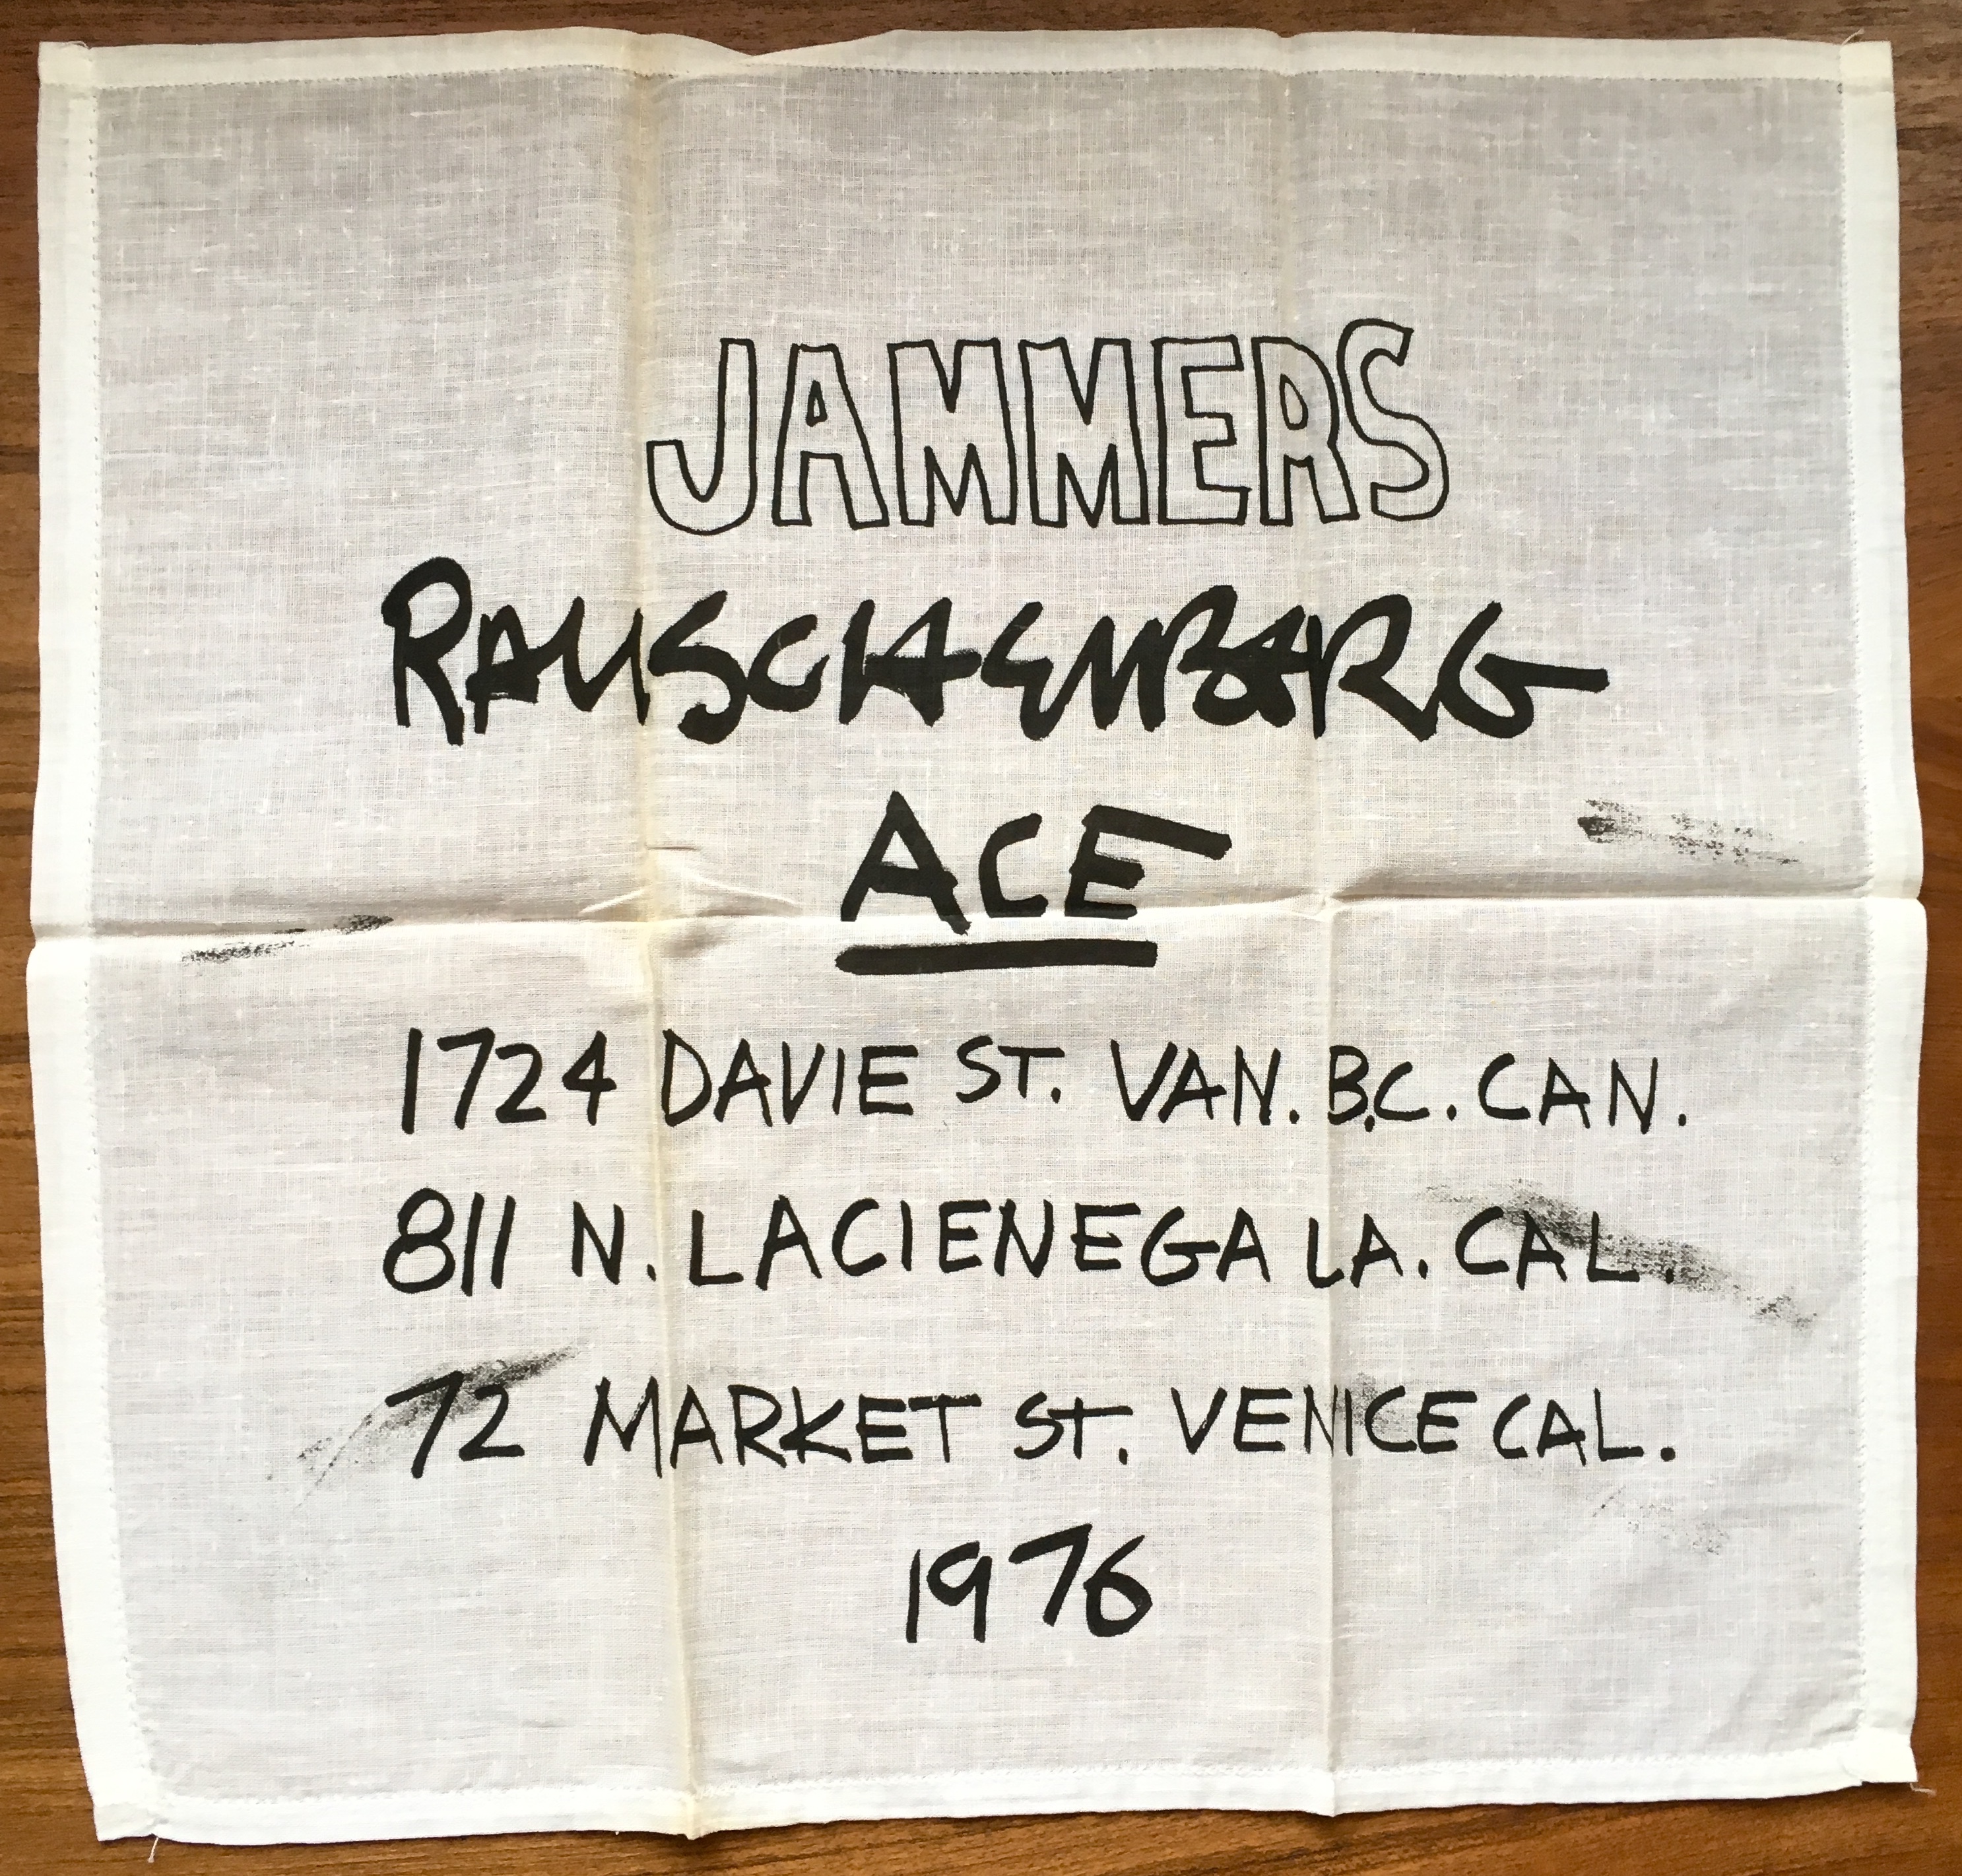 JAMMERS
RAUSCHENBERG
ACE
1724 DAVIE ST. VAN. B.C. CAN.
811 N. LACIENEGA LA. CAL.
72 MARKET ST. VENICE CAL.
1976